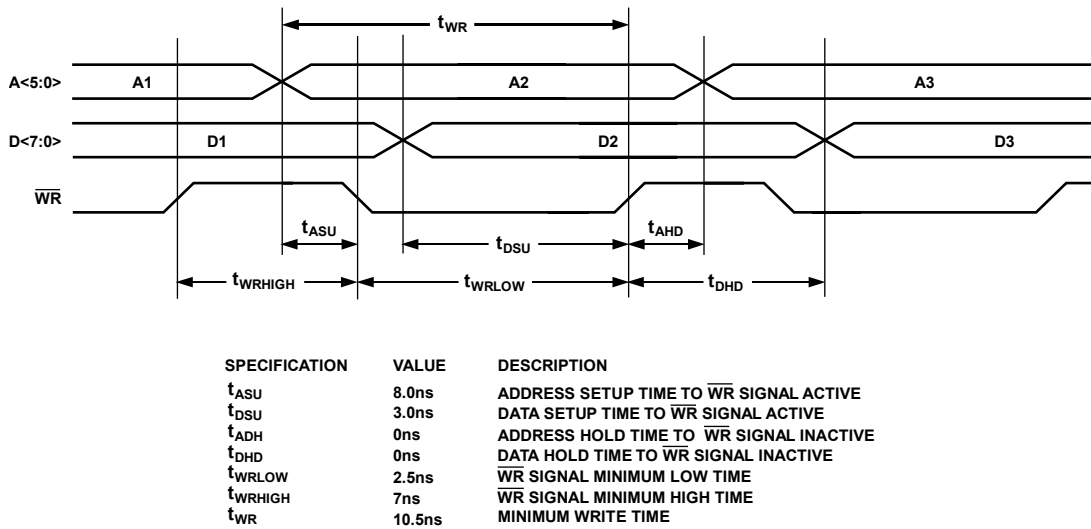 tWR
A<5:0> A1 A2 A3
D<7:0> D1 D2 D3
WR
tASU tAHD
tDSU
tWRHIGH tWRLOW tDHD
SPECIFICATION VALUE DESCRIPTION
tASU 8.0ns ADDRESS SETUP TIME TO WR SIGNAL ACTIVE
tDSU 3.0ns DATA SETUP TIME TO WR SIGNAL ACTIVE
tADH 0ns ADDRESS HOLD TIME TO WR SIGNAL INACTIVE
tDHD 0ns DATA HOLD TIME TO WR SIGNAL INACTIVE
tWRLOW 2.5ns WR SIGNAL MINIMUM LOW TIME
tWRHIGH 7ns WR SIGNAL MINIMUM HIGH TIME
tWR 10.5ns MINIMUM WRITE TIME